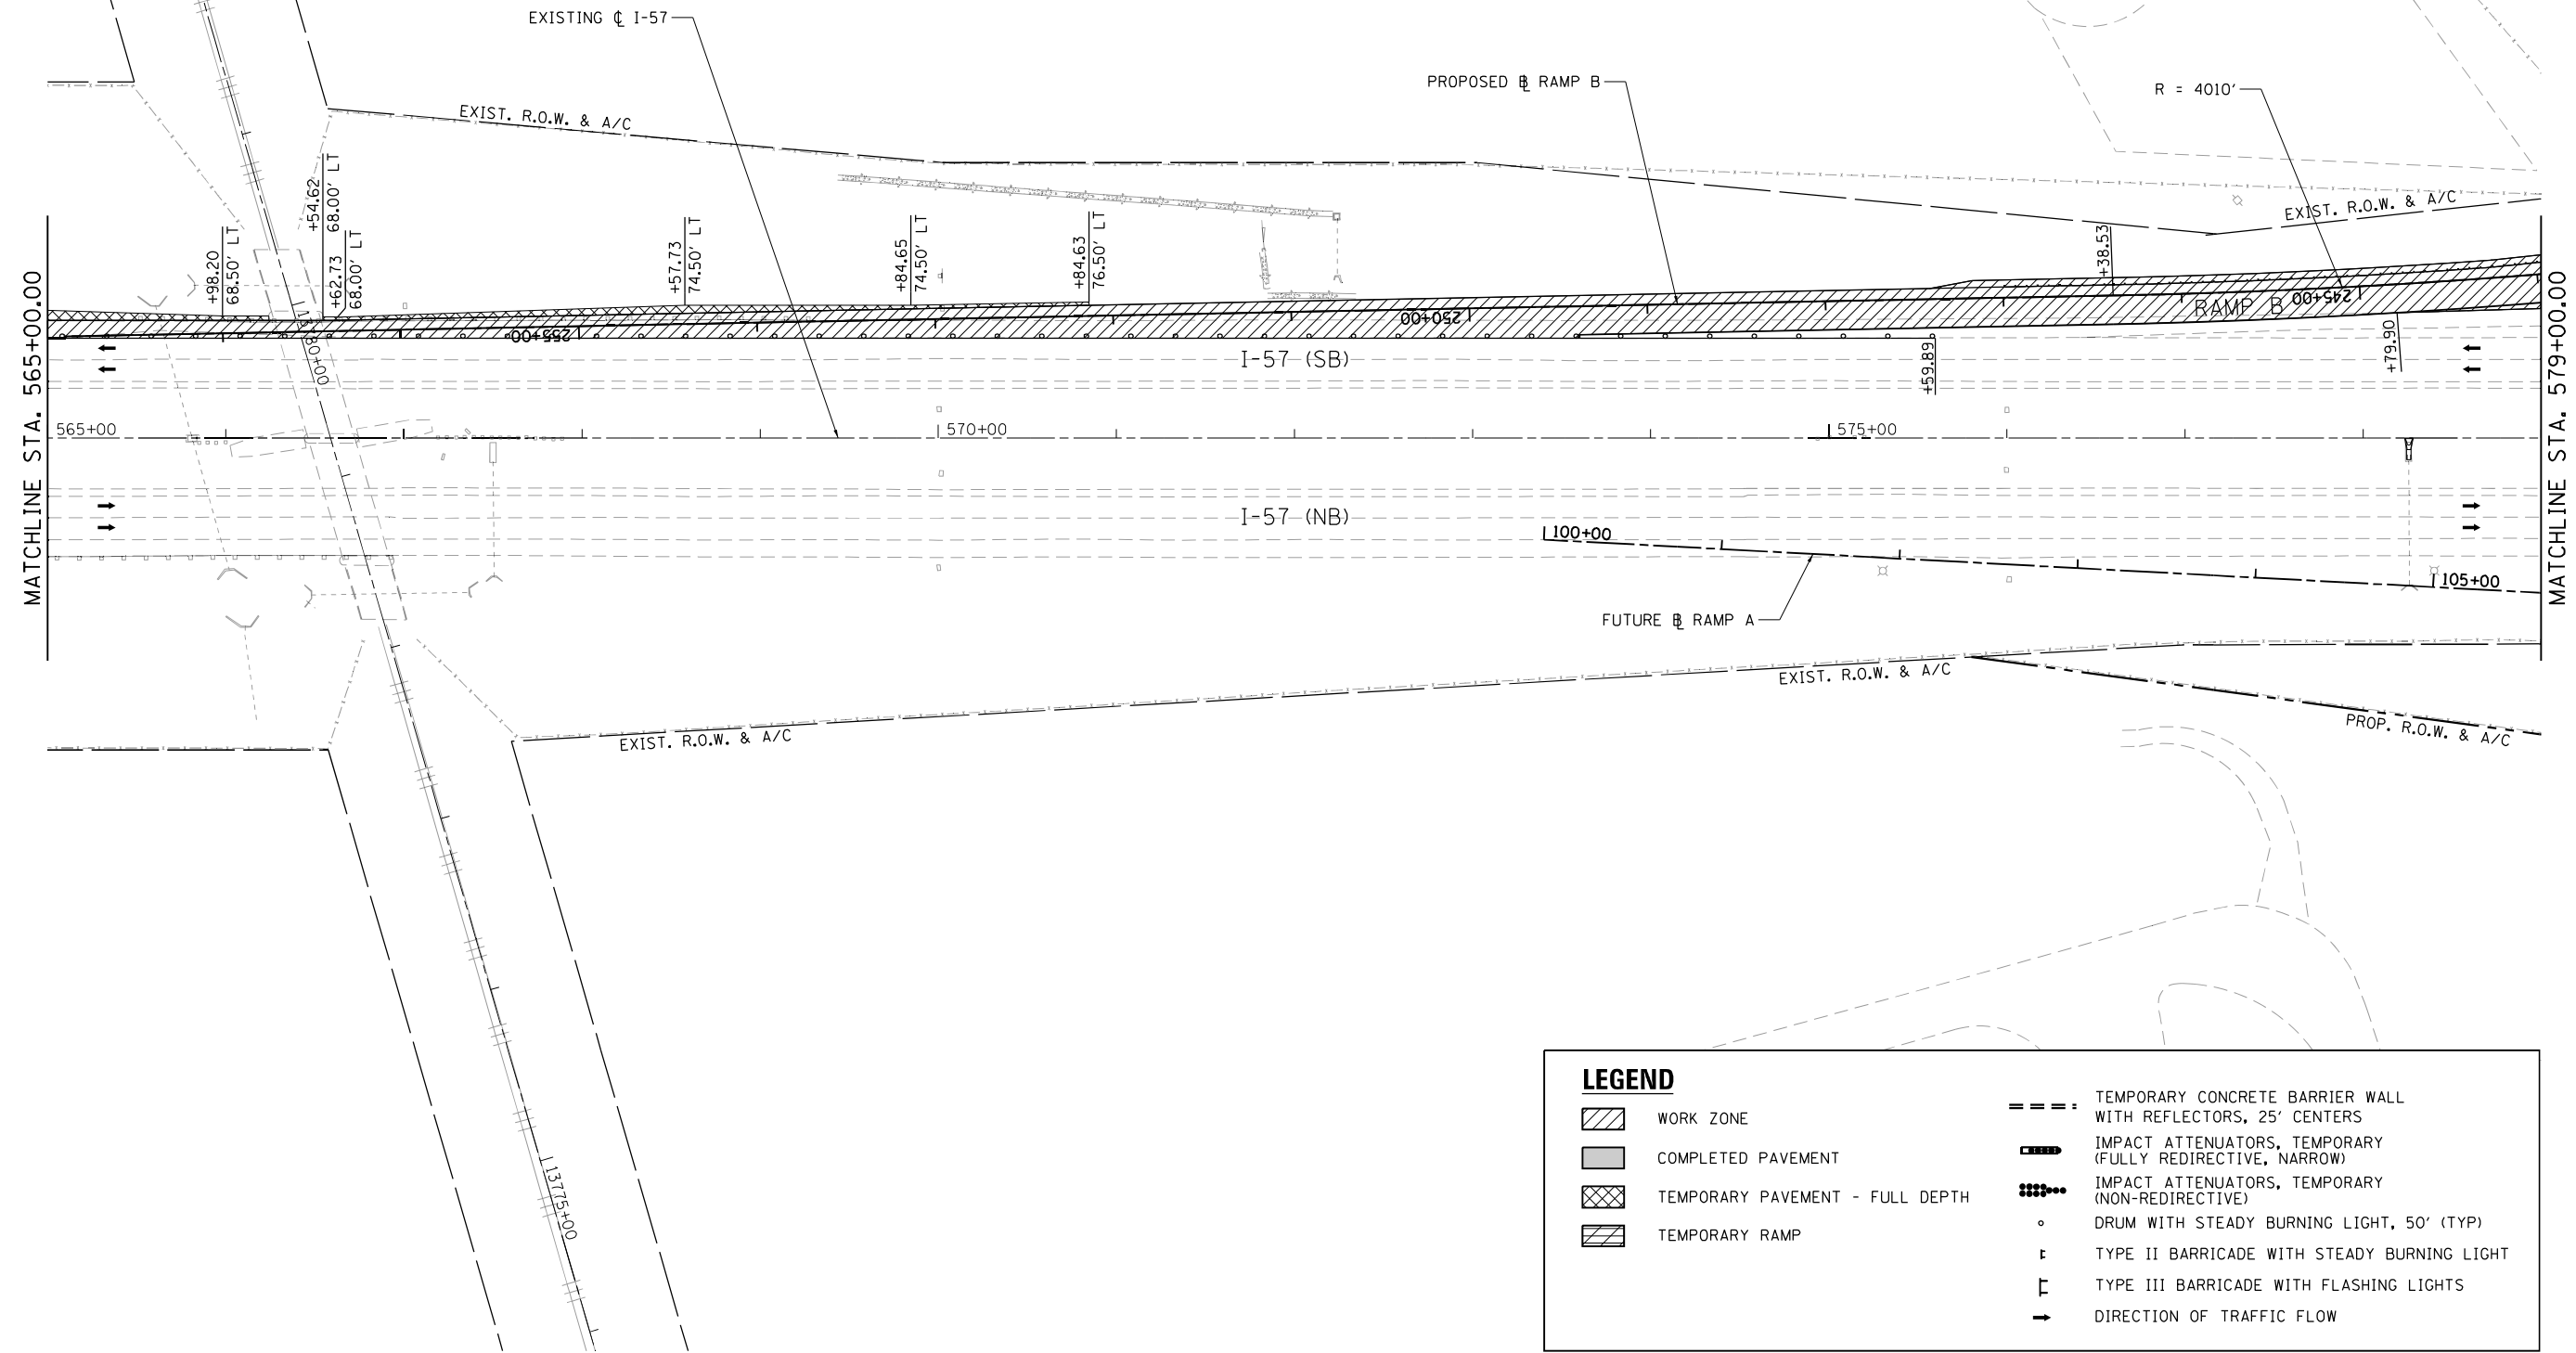 EXISTING ℄ I-57
PROPOSED B̲L RAMP B
R = 4010'
EXIST. R.O.W. & A/C
EXIST. R.O.W. & A/C
+98.20
68.50' LT
+54.62
68.00' LT
+62.73
68.00' LT
+57.73
74.50' LT
+84.65
74.50' LT
+84.63
76.50' LT
+38.53
MATCHLINE STA. 565+00.00
MATCHLINE STA. 579+00.00
13780+00
255+00
250+00
RAMP B
245+00
I-57 (SB)
+59.89
+79.90
565+00
570+00
575+00
I-57 (NB)
100+00
105+00
FUTURE B̲L RAMP A
EXIST. R.O.W. & A/C
EXIST. R.O.W. & A/C
PROP. R.O.W. & A/C
13775+00
LEGEND
WORK ZONE
COMPLETED PAVEMENT
TEMPORARY PAVEMENT - FULL DEPTH
TEMPORARY RAMP
TEMPORARY CONCRETE BARRIER WALL
WITH REFLECTORS, 25' CENTERS
IMPACT ATTENUATORS, TEMPORARY
(FULLY REDIRECTIVE, NARROW)
IMPACT ATTENUATORS, TEMPORARY
(NON-REDIRECTIVE)
DRUM WITH STEADY BURNING LIGHT, 50' (TYP)
TYPE II BARRICADE WITH STEADY BURNING LIGHT
TYPE III BARRICADE WITH FLASHING LIGHTS
DIRECTION OF TRAFFIC FLOW